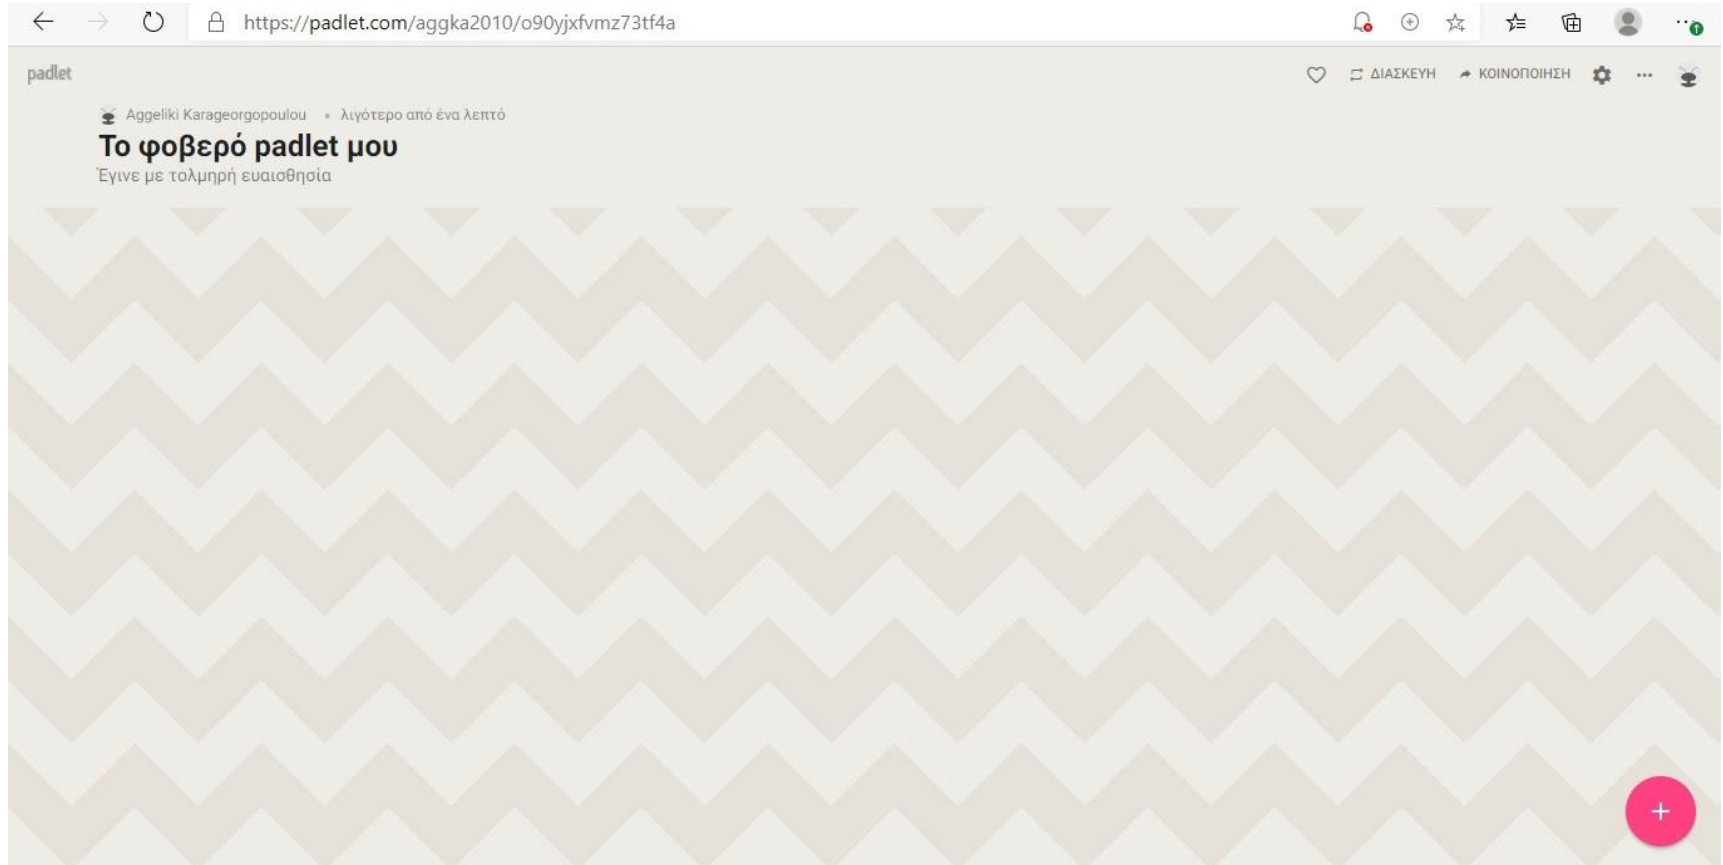 https://padlet.com/aggka2010/o90yjxfvmz73tf4a
padlet
ΔΙΑΣΚΕΥΗ ΚΟΙΝΟΠΟΙΗΣΗ
Aggeliki Karageorgopoulou • λιγότερο από ένα λεπτό
Το φοβερό padlet μου
Έγινε με τολμηρή ευαισθησία